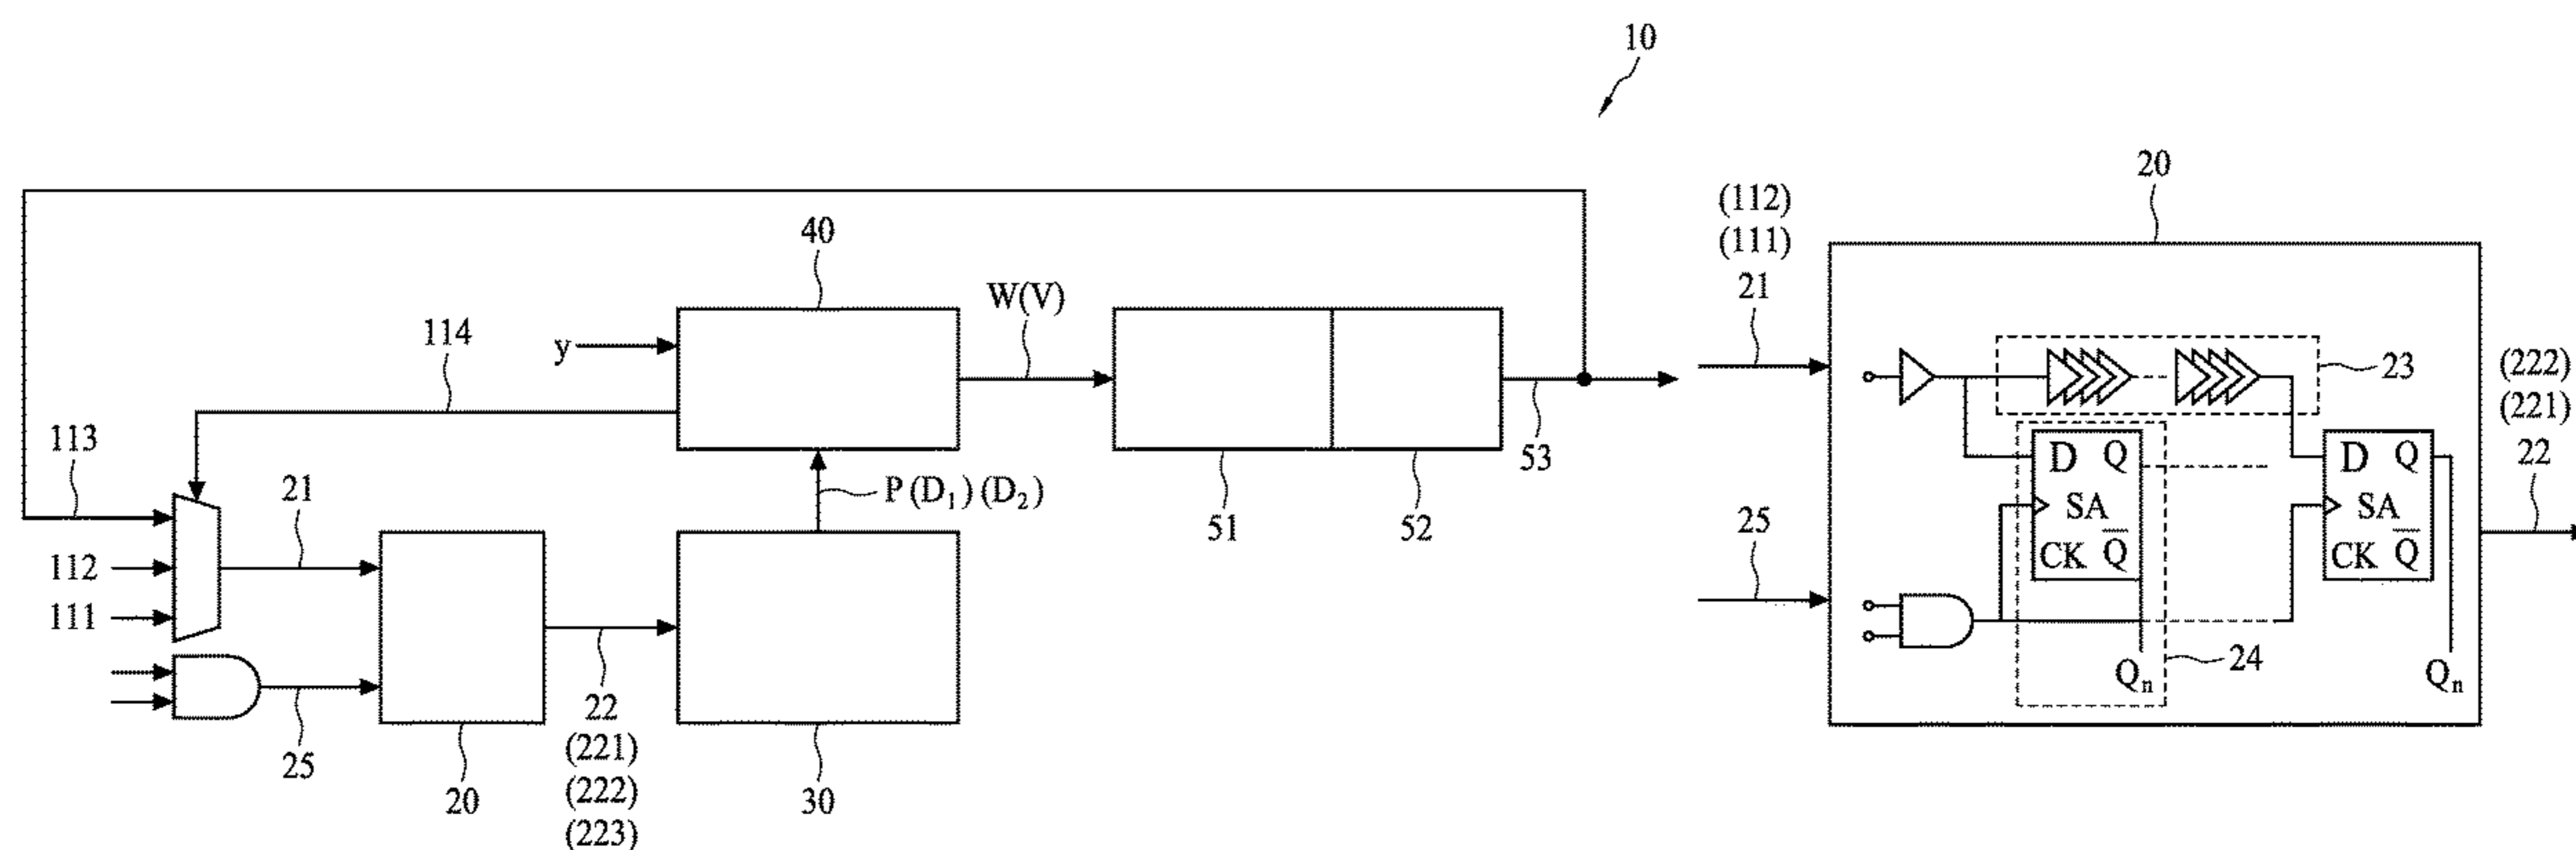 10
40
W(V)
y
114
113
112
111
21
25
20
22
(221)
(222)
(223)
30
P (D₁) (D₂)
51
52
53
(112)
(111)
21
25
20
23
D Q
SA
CK Q̅
Qₙ
24
D Q
SA
CK Q̅
Qₙ
(222)
(221)
22